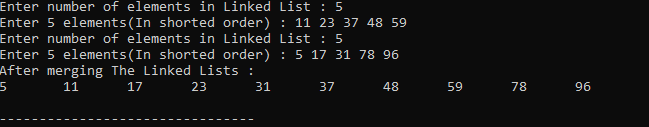 Enter number of elements in Linked List : 5
Enter 5 elements(In shorted order) : 11 23 37 48 59
Enter number of elements in Linked List : 5
Enter 5 elements(In shorted order) : 5 17 31 78 96
After merging The Linked Lists :
5       11      17      23      31      37      48      59      78      96
--------------------------------